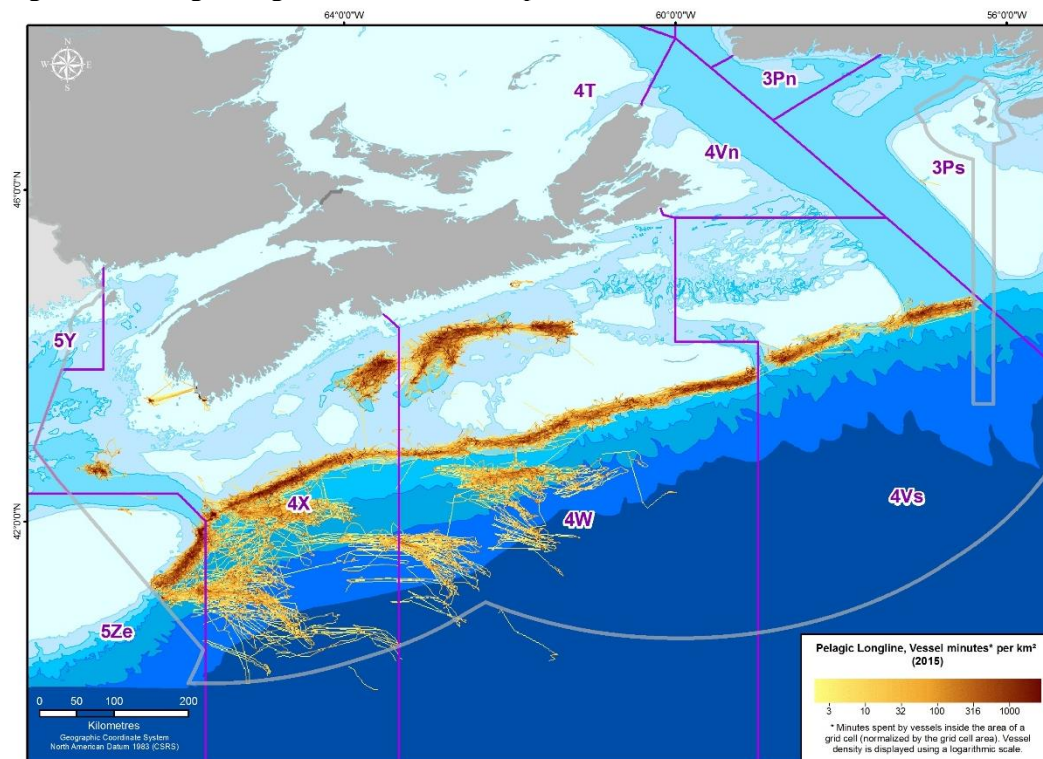 64°0'0"W
60°0'0"W
56°0'0"W
N
W
E
S
3Pn
4T
4Vn
3Ps
46°0'0"N
5Y
4X
4W
4Vs
42°0'0"N
5Ze
Pelagic Longline, Vessel minutes* per km²
(2015)
3 10 32 100 316 1000
* Minutes spent by vessels inside the area of a
grid cell (normalized by the grid cell area). Vessel
density is displayed using a logarithmic scale.
0 50 100 200
Kilometres
Geographic Coordinate System
North American Datum 1983 (CSRS)